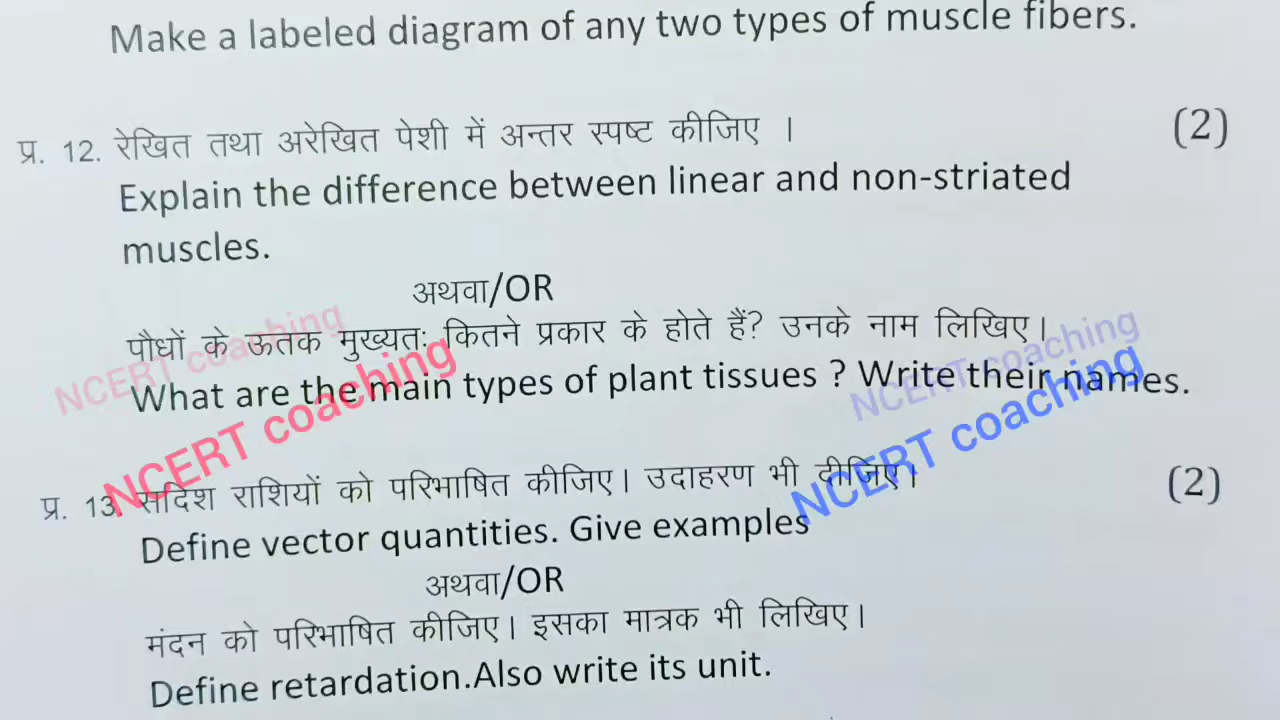 Make a labeled diagram of any two types of muscle fibers.
प्र. 12. रेखित तथा अरेखित पेशी में अन्तर स्पष्ट कीजिए । (2)
Explain the difference between linear and non-striated
muscles.
अथवा/OR
पौधों के ऊतक मुख्यतः कितने प्रकार के होते हैं? उनके नाम लिखिए।
What are the main types of plant tissues ? Write their names.
NCERT coaching
NCERT coaching
NCERT coaching
NCERT coaching
प्र. 13. सदिश राशियों को परिभाषित कीजिए। उदाहरण भी दीजिए। (2)
Define vector quantities. Give examples
अथवा/OR
मंदन को परिभाषित कीजिए। इसका मात्रक भी लिखिए।
Define retardation.Also write its unit.